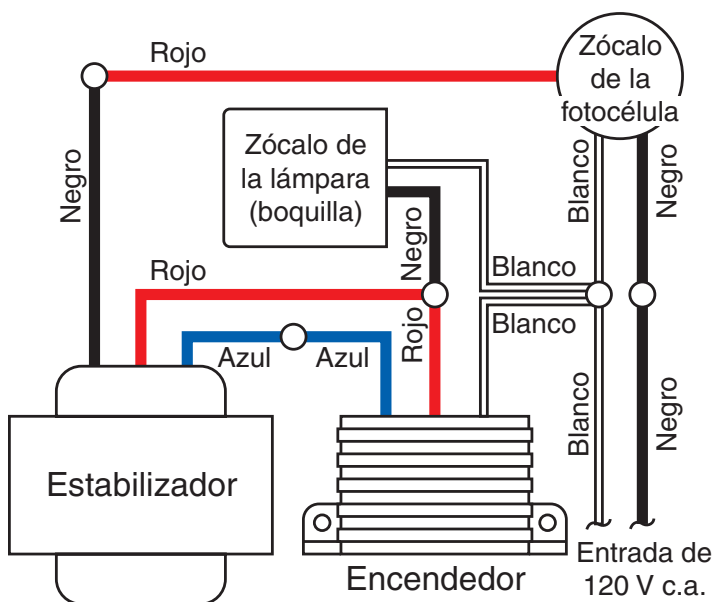 Rojo
Zócalo
de la
fotocélula
Zócalo de
la lámpara
(boquilla)
Negro
Blanco
Negro
Negro
Rojo
Blanco
Blanco
Rojo
Azul
Azul
Blanco
Negro
Estabilizador
Encendedor
Entrada de
120 V c.a.